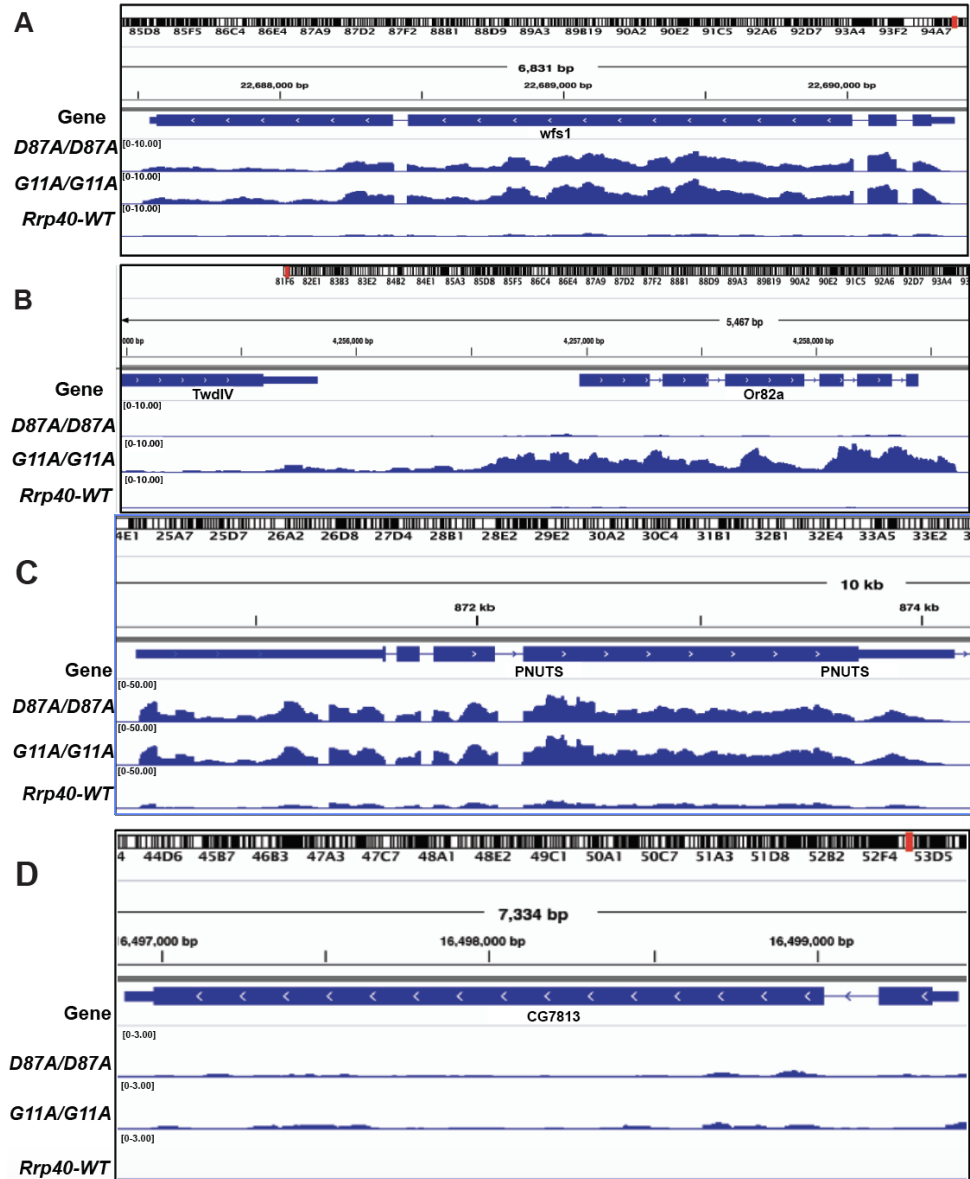 A
85D8 85F5 86C4 86E4 87A9 87D2 87F2 88B1 88D9 89A3 89B19 90A2 90E2 91C5 92A6 92D7 93A4 93F2 94A7
6,831 bp
22,688,000 bp 22,689,000 bp 22,690,000 bp
Gene
wfs1
D87A/D87A [0-10.00]
G11A/G11A [0-10.00]
Rrp40-WT [0-10.00]
B
81F6 82E1 83B3 83E2 84B2 84E1 85A3 85D8 85F5 86C4 86E4 87A9 87D2 87F2 88B1 88D9 89A3 89B19 90A2 90E2 91C5 92A6 92D7 93A4 93
5,467 bp
000 bp 4,256,000 bp 4,257,000 bp 4,258,000 bp
Gene
TwdlV Or82a
D87A/D87A [0-10.00]
G11A/G11A [0-10.00]
Rrp40-WT [0-10.00]
C
4E1 25A7 25D7 26A2 26D8 27D4 28B1 28E2 29E2 30A2 30C4 31B1 32B1 32E4 33A5 33E2 3
10 kb
872 kb 874 kb
Gene
PNUTS PNUTS
D87A/D87A [0-50.00]
G11A/G11A [0-50.00]
Rrp40-WT [0-50.00]
D
4 44D6 45B7 46B3 47A3 47C7 48A1 48E2 49C1 50A1 50C7 51A3 51D8 52B2 52F4 53D5
7,334 bp
6,497,000 bp 16,498,000 bp 16,499,000 bp
Gene
CG7813
D87A/D87A [0-3.00]
G11A/G11A [0-3.00]
Rrp40-WT [0-3.00]